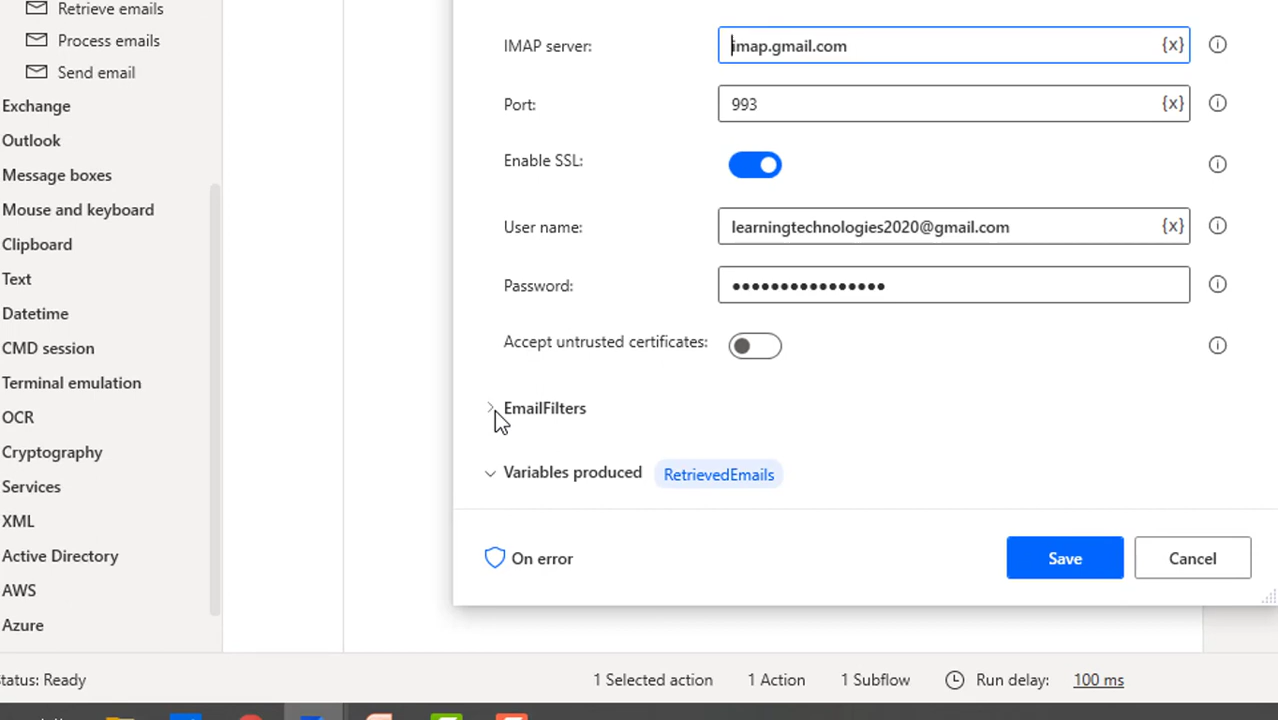 Retrieve emails
Process emails
Send email
Exchange
Outlook
Message boxes
Mouse and keyboard
Clipboard
Text
Datetime
CMD session
Terminal emulation
OCR
Cryptography
Services
XML
Active Directory
AWS
Azure
IMAP server: imap.gmail.com {x}
Port: 993 {x}
Enable SSL:
User name: learningtechnologies2020@gmail.com {x}
Password: ••••••••••••••••
Accept untrusted certificates:
EmailFilters
Variables produced RetrievedEmails
On error Save Cancel
tatus: Ready 1 Selected action 1 Action 1 Subflow Run delay: 100 ms